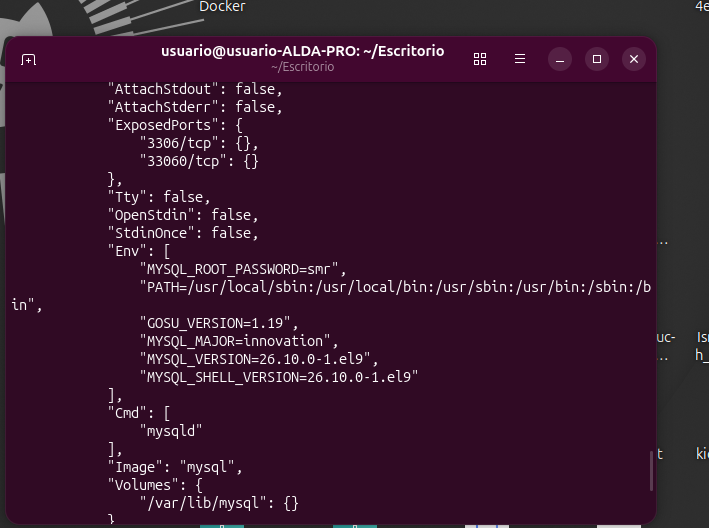 Docker
4e
usuario@usuario-ALDA-PRO: ~/Escritorio
~/Escritorio
"AttachStdout": false,
"AttachStderr": false,
"ExposedPorts": {
"3306/tcp": {},
"33060/tcp": {}
},
"Tty": false,
"OpenStdin": false,
"StdinOnce": false,
"Env": [
"MYSQL_ROOT_PASSWORD=smr",
"PATH=/usr/local/sbin:/usr/local/bin:/usr/sbin:/usr/bin:/sbin:/b
in",
"GOSU_VERSION=1.19",
"MYSQL_MAJOR=innovation",
"MYSQL_VERSION=26.10.0-1.el9",
"MYSQL_SHELL_VERSION=26.10.0-1.el9"
],
"Cmd": [
"mysqld"
],
"Image": "mysql",
"Volumes": {
"/var/lib/mysql": {}
}
...
uc-
...
h_
t